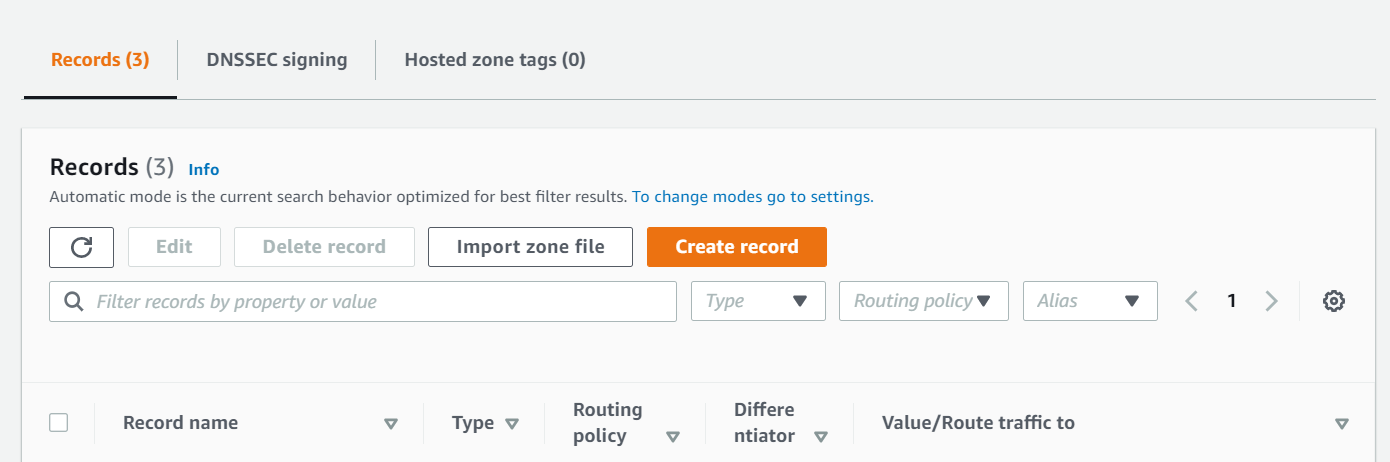 Records (3)
DNSSEC signing
Hosted zone tags (0)
Records (3) Info
Automatic mode is the current search behavior optimized for best filter results. To change modes go to settings.
Edit
Delete record
Import zone file
Create record
Filter records by property or value
Type
Routing policy
Alias
1
Record name
Type
Routing
policy
Differe
ntiator
Value/Route traffic to